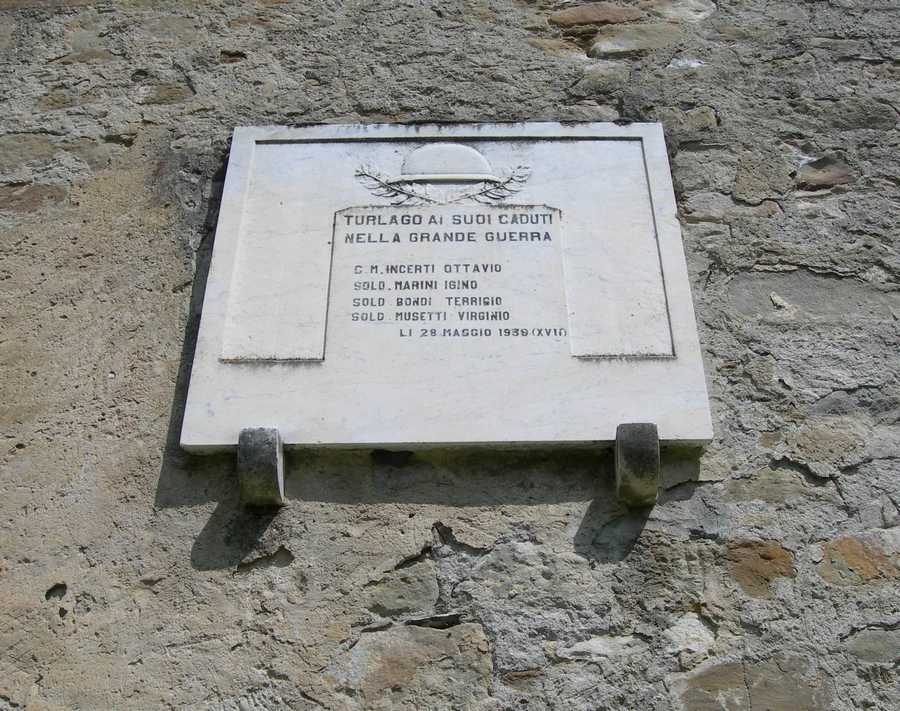 TURLAGO AI SUOI CADUTI
NELLA GRANDE GUERRA
C.M. INCERTI OTTAVIO
SOLD. MARINI IGINO
SOLD BONDI TERRIGIO
SOLD MUSETTI VIRGINIO
LI 28 MAGGIO 1939 (XVII)